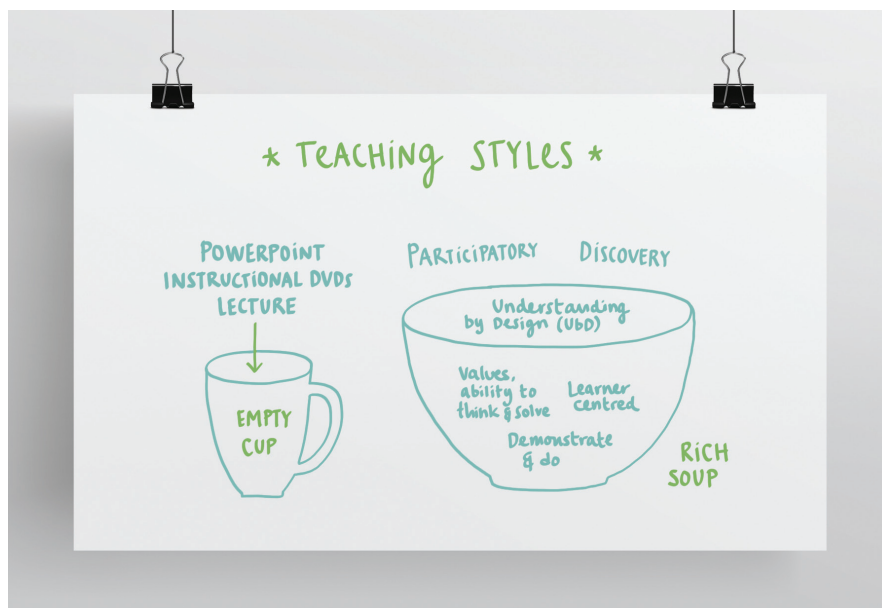 * TEACHING STYLES *
POWERPOINT
INSTRUCTIONAL DVDs
LECTURE
EMPTY
CUP
PARTICIPATORY DISCOVERY
Understanding
by Design (UbD)
Values,
ability to
think & solve
Learner
centred
Demonstrate
& do
RICH
SOUP